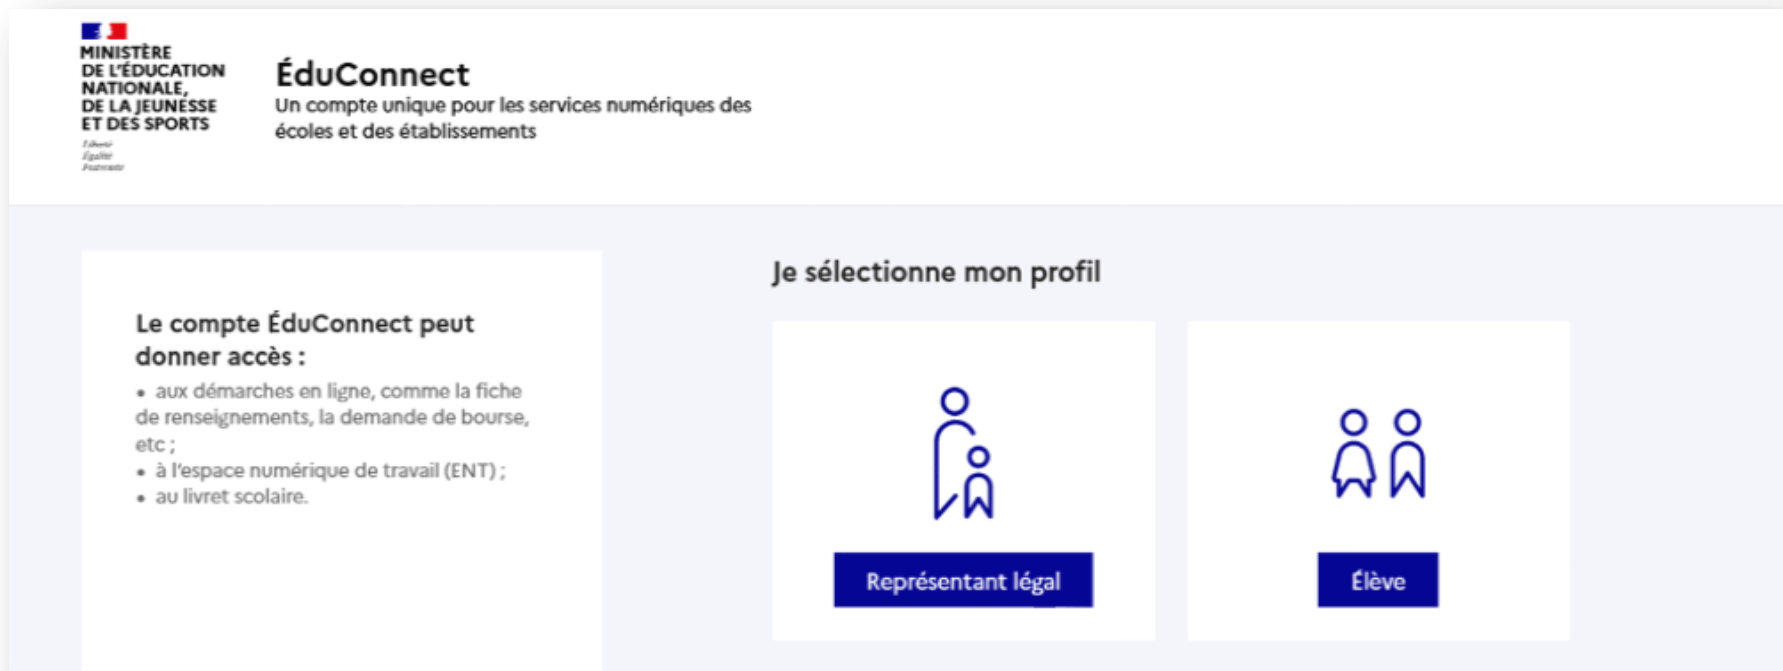 MINISTÈRE
DE L'ÉDUCATION
NATIONALE,
DE LA JEUNESSE
ET DES SPORTS
Liberté
Égalité
Fraternité
ÉduConnect
Un compte unique pour les services numériques des
écoles et des établissements
Le compte ÉduConnect peut
donner accès :
• aux démarches en ligne, comme la fiche
de renseignements, la demande de bourse,
etc ;
• à l'espace numérique de travail (ENT) ;
• au livret scolaire.
Je sélectionne mon profil
Représentant légal
Élève